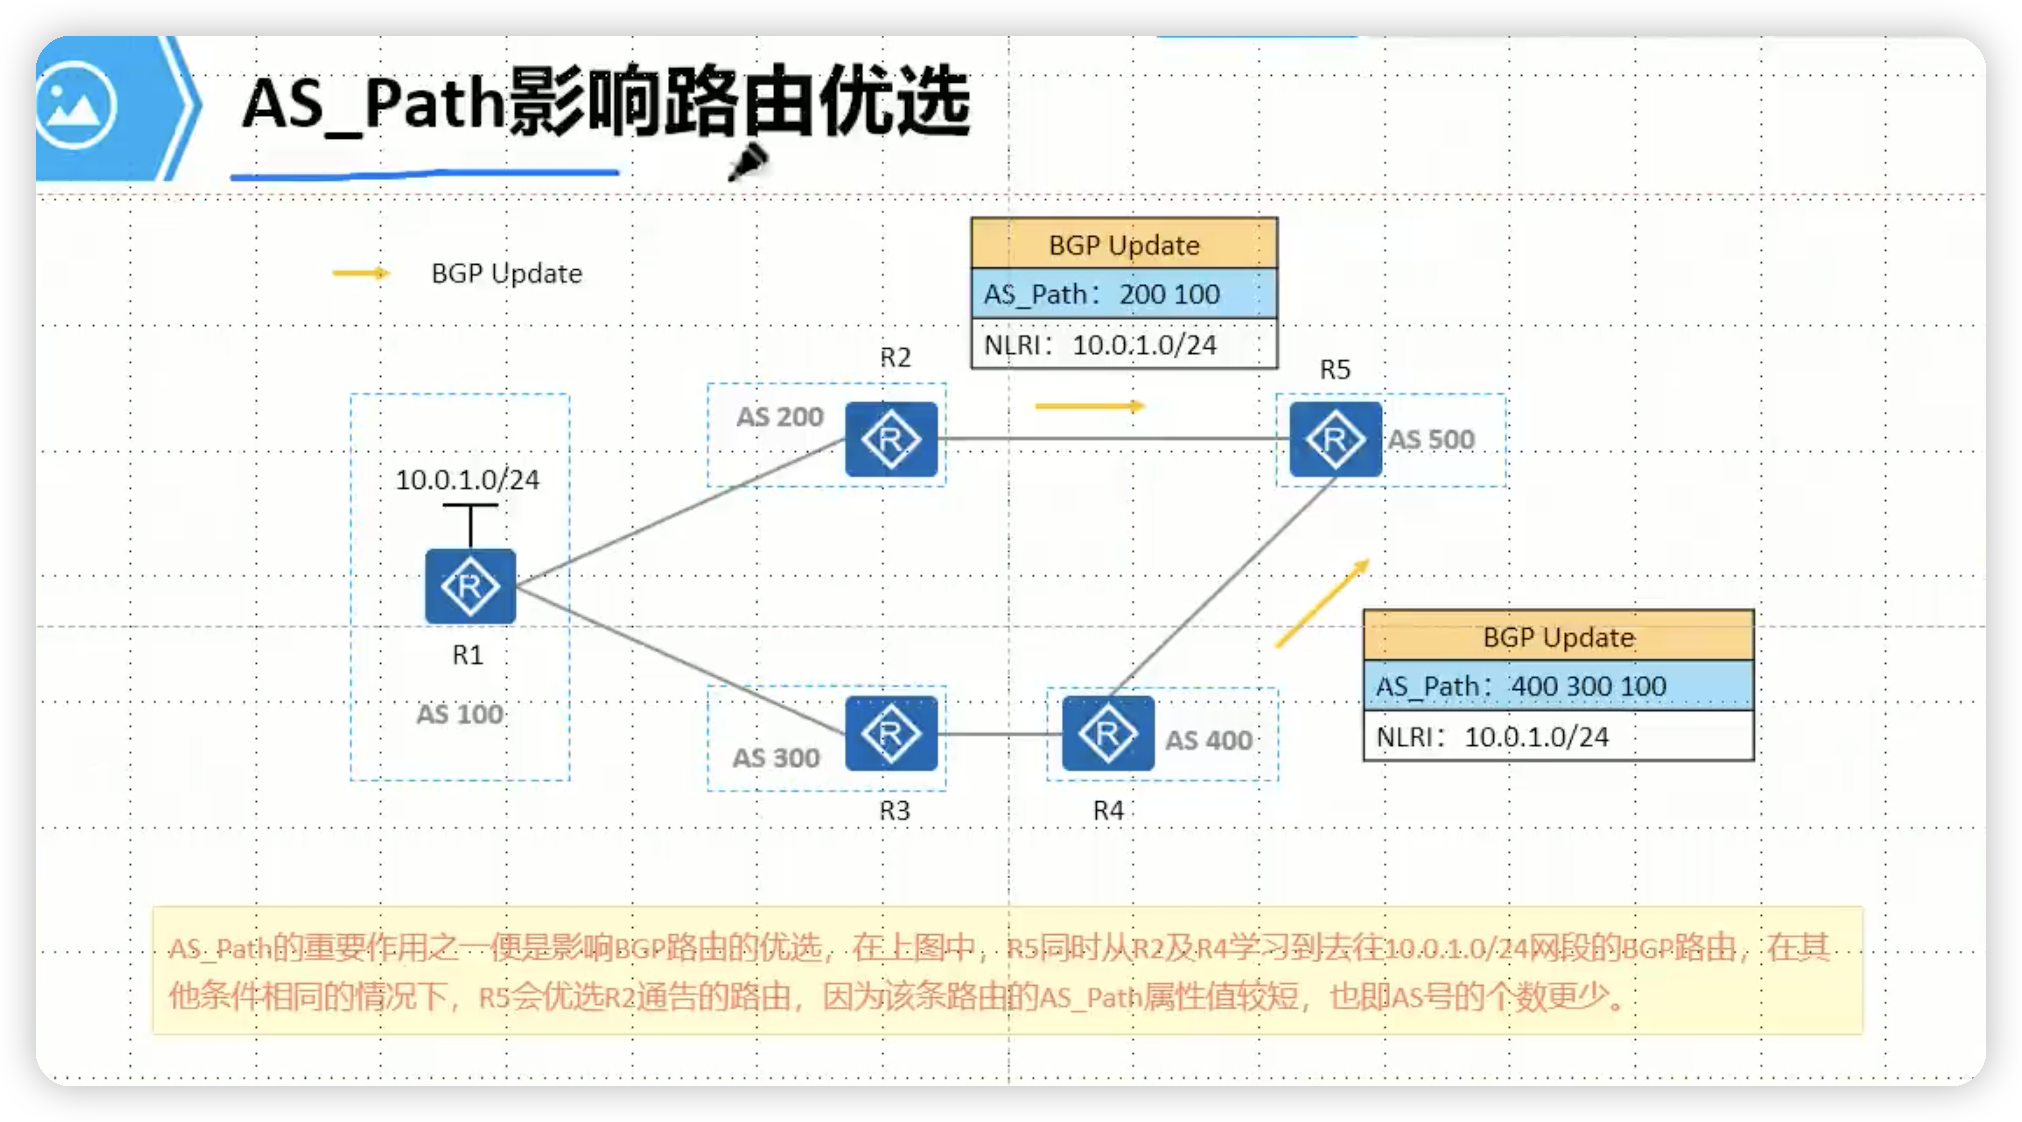 AS_Path影响路由优选
BGP Update
BGP Update
AS_Path：200 100
NLRI：10.0.1.0/24
R2
R5
AS 200
R
R
AS 500
10.0.1.0/24
R
R1
AS 100
BGP Update
AS_Path：400 300 100
NLRI：10.0.1.0/24
AS 300
R
R
AS 400
R3
R4
AS_Path的重要作用之一便是影响BGP路由的优选，在上图中，R5同时从R2及R4学习到去往10.0.1.0/24网段的BGP路由，在其
他条件相同的情况下，R5会优选R2通告的路由，因为该条路由的AS_Path属性值较短，也即AS号的个数更少。